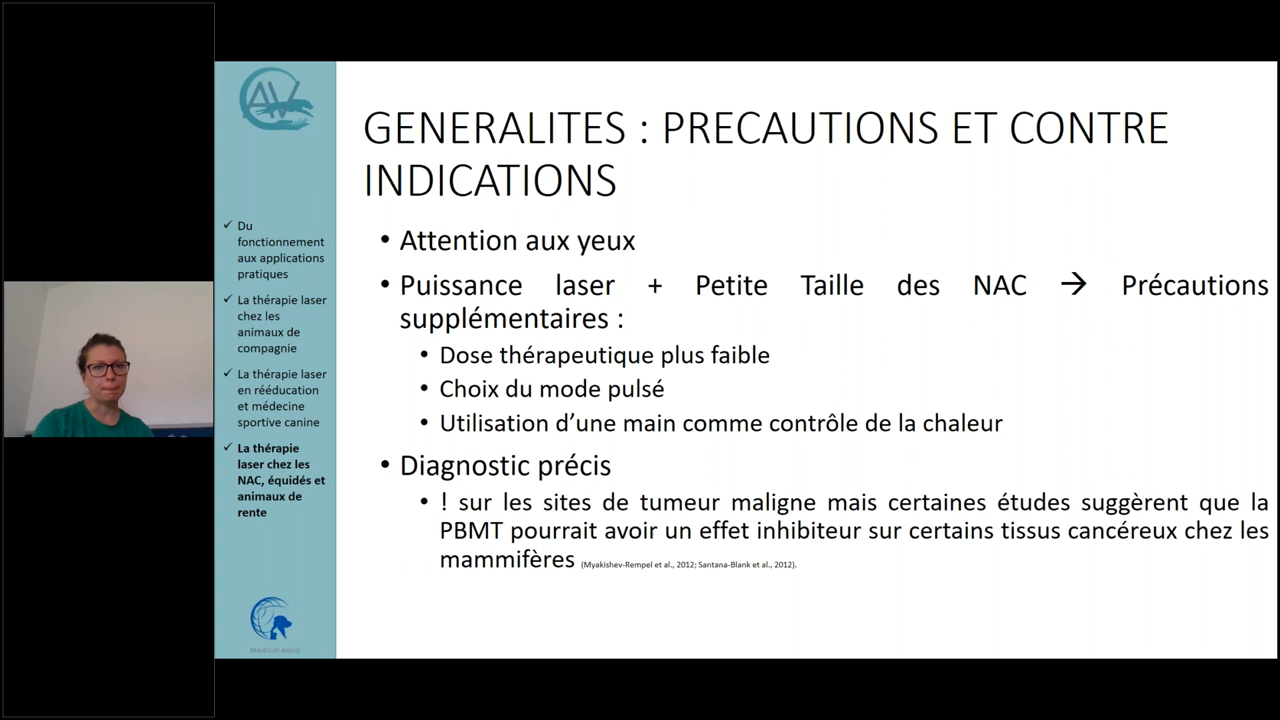 AV
GENERALITES : PRECAUTIONS ET CONTRE
INDICATIONS
✓ Du
fonctionnement
aux applications
pratiques
✓ La thérapie laser
chez les
animaux de
compagnie
✓ La thérapie laser
en rééducation
et médecine
sportive canine
✓ La thérapie
laser chez les
NAC, équidés et
animaux de
rente
• Attention aux yeux
• Puissance laser + Petite Taille des NAC → Précautions
supplémentaires :
• Dose thérapeutique plus faible
• Choix du mode pulsé
• Utilisation d’une main comme contrôle de la chaleur
• Diagnostic précis
• ! sur les sites de tumeur maligne mais certaines études suggèrent que la
PBMT pourrait avoir un effet inhibiteur sur certains tissus cancéreux chez les
mammifères (Myakishev-Rempel et al., 2012; Santana-Blank et al., 2012).
Medical equip